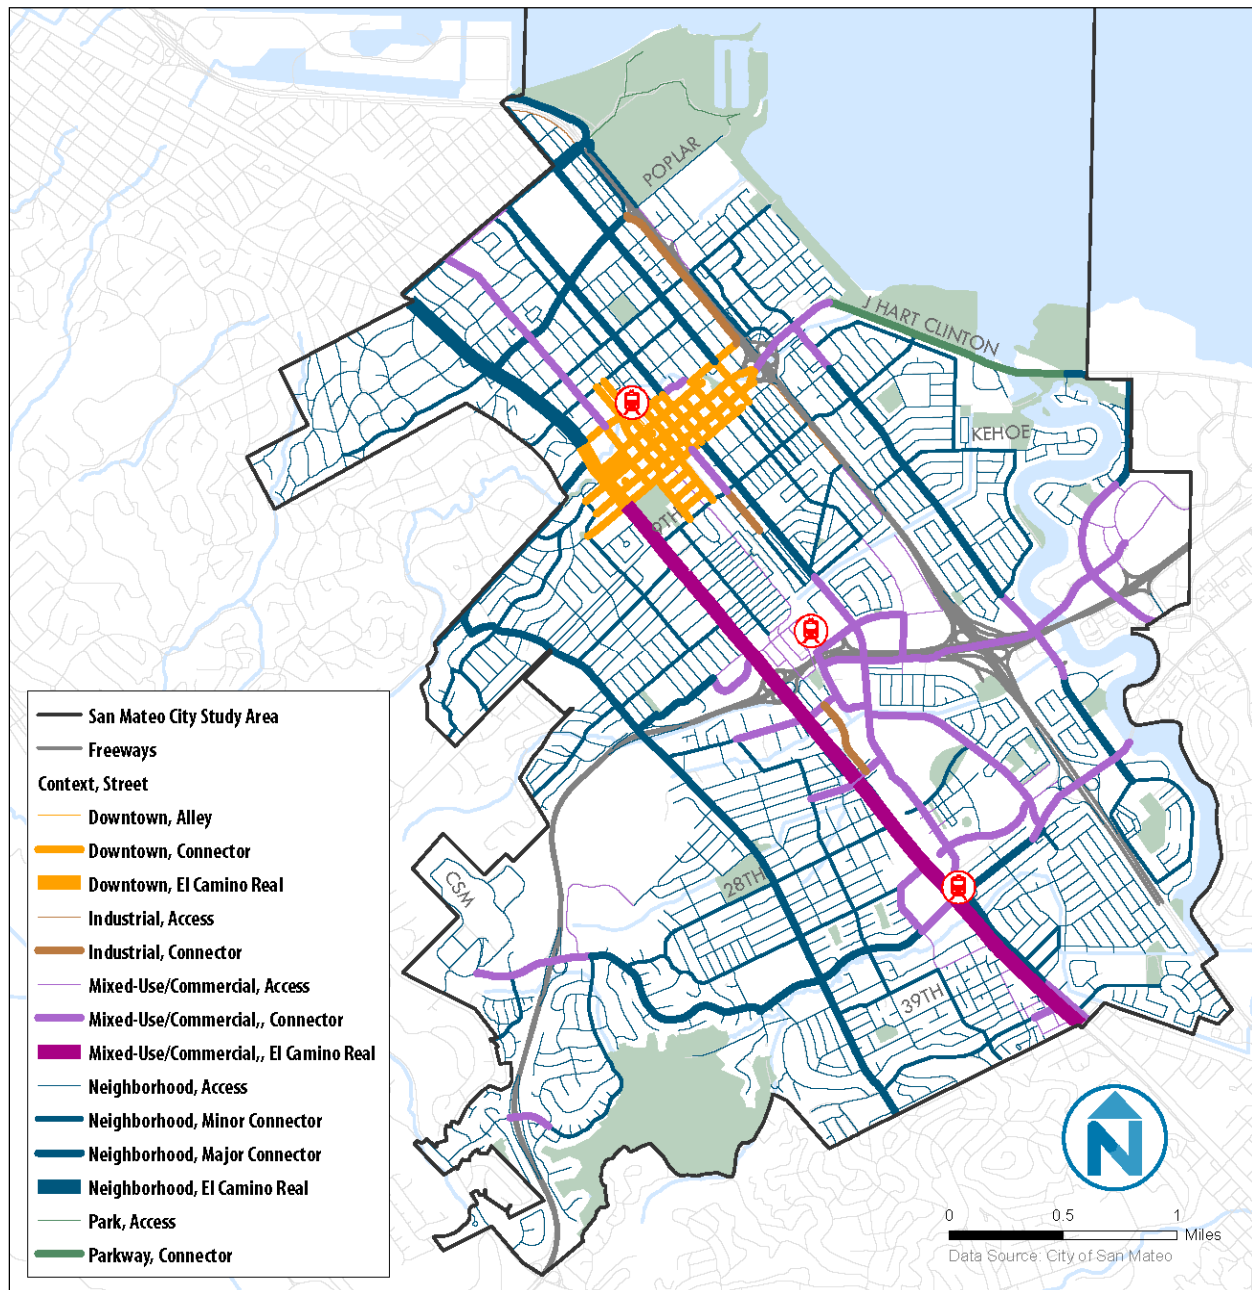 POPLAR
J HART CLINTON
KEHOE
9TH
28TH
CSM
39TH
San Mateo City Study Area
Freeways
Context, Street
Downtown, Alley
Downtown, Connector
Downtown, El Camino Real
Industrial, Access
Industrial, Connector
Mixed-Use/Commercial, Access
Mixed-Use/Commercial,, Connector
Mixed-Use/Commercial,, El Camino Real
Neighborhood, Access
Neighborhood, Minor Connector
Neighborhood, Major Connector
Neighborhood, El Camino Real
Park, Access
Parkway, Connector
N
0 0.5 1
Miles
Data Source: City of San Mateo